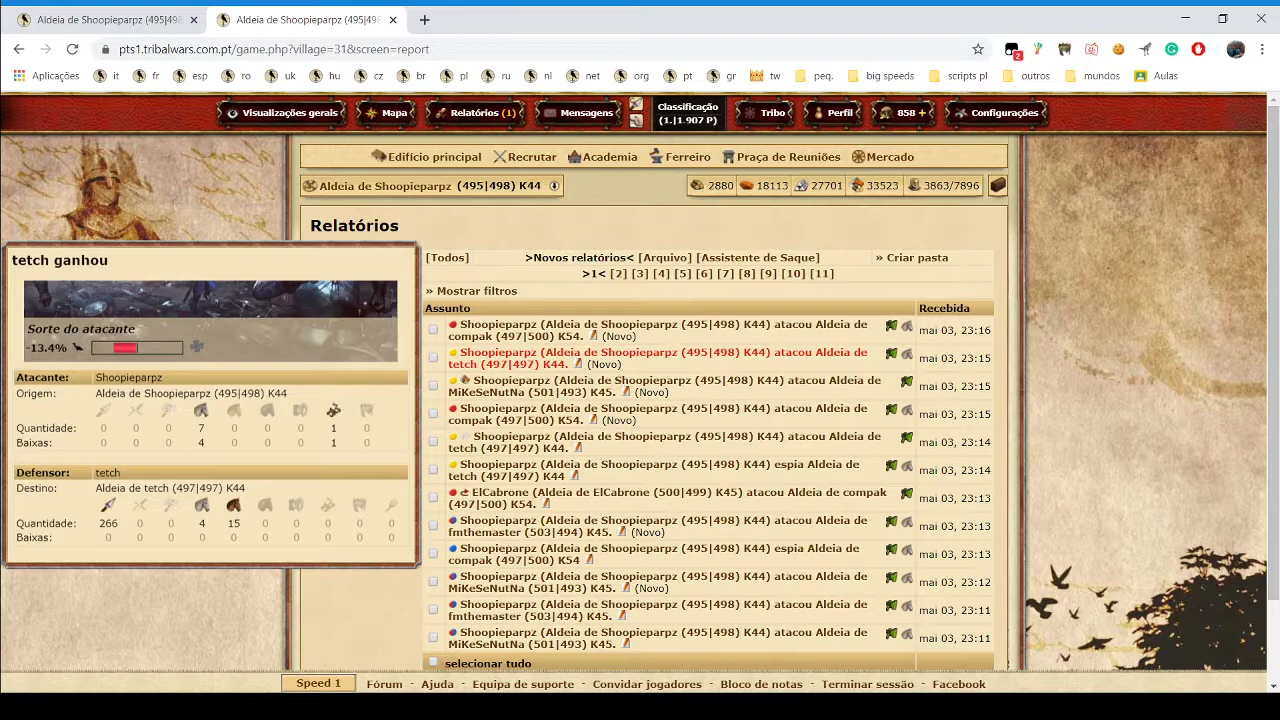 Aldeia de Shoopieparpz (495|498
Aldeia de Shoopieparpz (495|498
pts1.tribalwars.com.pt/game.php?village=31&screen=report
2
Aplicações it fr esp ro uk hu cz br pl ru nl net org pt gr tw peq. big speeds scripts pl outros mundos Aulas
Visualizações gerais Mapa Relatórios (1) Mensagens Classificação (1.|1.907 P) Tribo Perfil 858 + Configurações
Edifício principal Recrutar Academia Ferreiro Praça de Reuniões Mercado
Aldeia de Shoopieparpz (495|498) K44 2880 18113 27701 33523 3863/7896
Relatórios
tetch ganhou
Sorte do atacante
-13.4%
Atacante: Shoopieparpz
Origem: Aldeia de Shoopieparpz (495|498) K44
Quantidade: 0 0 0 7 0 0 0 1 0
Baixas: 0 0 0 4 0 0 0 1 0
Defensor: tetch
Destino: Aldeia de tetch (497|497) K44
Quantidade: 266 0 0 4 15 0 0 0 0 0
Baixas: 0 0 0 0 0 0 0 0 0 0
[Todos] >Novos relatórios< [Arquivo] [Assistente de Saque] » Criar pasta
>1< [2] [3] [4] [5] [6] [7] [8] [9] [10] [11]
» Mostrar filtros
Assunto Recebida
Shoopieparpz (Aldeia de Shoopieparpz (495|498) K44) atacou Aldeia de
compak (497|500) K54. (Novo) mai 03, 23:16
Shoopieparpz (Aldeia de Shoopieparpz (495|498) K44) atacou Aldeia de
tetch (497|497) K44. (Novo) mai 03, 23:15
Shoopieparpz (Aldeia de Shoopieparpz (495|498) K44) atacou Aldeia de
MiKeSeNutNa (501|493) K45. (Novo) mai 03, 23:15
Shoopieparpz (Aldeia de Shoopieparpz (495|498) K44) atacou Aldeia de
compak (497|500) K54. (Novo) mai 03, 23:15
Shoopieparpz (Aldeia de Shoopieparpz (495|498) K44) atacou Aldeia de
tetch (497|497) K44. mai 03, 23:14
Shoopieparpz (Aldeia de Shoopieparpz (495|498) K44) espia Aldeia de
tetch (497|497) K44 mai 03, 23:14
ElCabrone (Aldeia de ElCabrone (500|499) K45) atacou Aldeia de compak
(497|500) K54. mai 03, 23:13
Shoopieparpz (Aldeia de Shoopieparpz (495|498) K44) atacou Aldeia de
fmthemaster (503|494) K45. (Novo) mai 03, 23:13
Shoopieparpz (Aldeia de Shoopieparpz (495|498) K44) espia Aldeia de
compak (497|500) K54 mai 03, 23:13
Shoopieparpz (Aldeia de Shoopieparpz (495|498) K44) atacou Aldeia de
MiKeSeNutNa (501|493) K45. (Novo) mai 03, 23:12
Shoopieparpz (Aldeia de Shoopieparpz (495|498) K44) atacou Aldeia de
fmthemaster (503|494) K45. mai 03, 23:11
Shoopieparpz (Aldeia de Shoopieparpz (495|498) K44) atacou Aldeia de
MiKeSeNutNa (501|493) K45. mai 03, 23:11
selecionar tudo
Speed 1 Fórum - Ajuda - Equipa de suporte - Convidar jogadores - Bloco de notas - Terminar sessão - Facebook